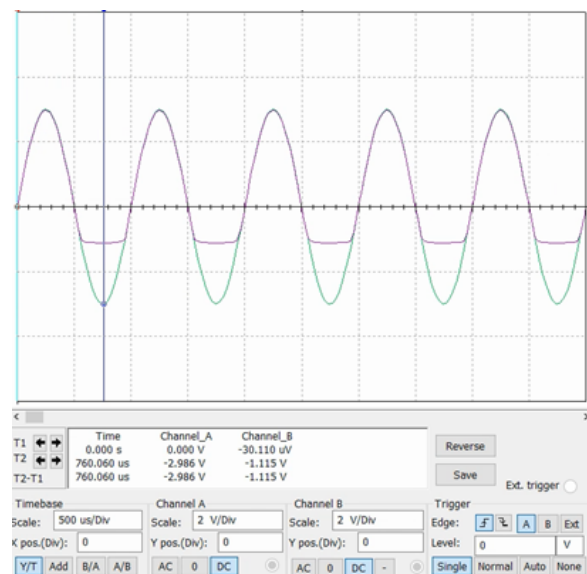 Time Channel_A Channel_B
T1 0.000 s 0.000 V -30.110 uV
T2 760.060 us -2.986 V -1.115 V
T2-T1 760.060 us -2.986 V -1.115 V
Reverse
Save
Ext. trigger
Timebase
Scale: 500 us/Div
X pos.(Div): 0
Y/T Add B/A A/B
Channel A
Scale: 2 V/Div
Y pos.(Div): 0
AC 0 DC
Channel B
Scale: 2 V/Div
Y pos.(Div): 0
AC 0 DC -
Trigger
Edge: A B Ext
Level: 0 V
Single Normal Auto None